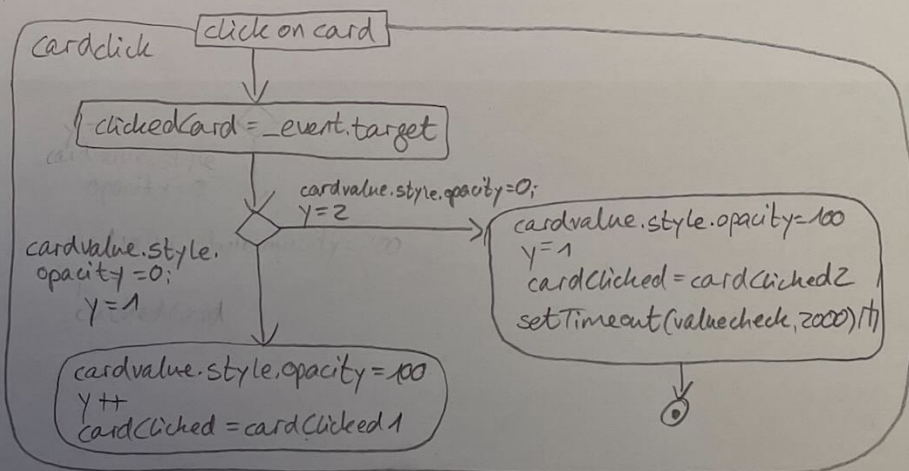 cardclick
click on card
clickedCard = _event.target
cardvalue.style.opacity=0;
y=2
cardvalue.style.
opacity=0;
y=1
cardvalue.style.opacity=100
y=1
cardClicked=cardClicked2
setTimeout(valuecheck,2000)
cardvalue.style.opacity=100
y++
cardClicked=cardClicked1